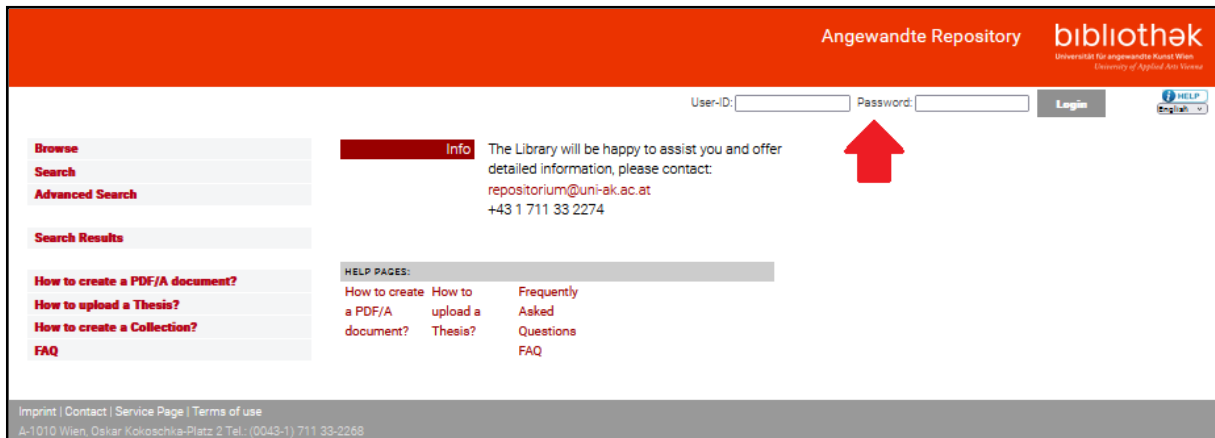 Angewandte Repository
bıblıothək
Universität für angewandte Kunst Wien
University of Applied Arts Vienna
User-ID: Password: Login
HELP
English
Browse
Search
Advanced Search
Search Results
How to create a PDF/A document?
How to upload a Thesis?
How to create a Collection?
FAQ
Info
The Library will be happy to assist you and offer
detailed information, please contact:
repositorium@uni-ak.ac.at
+43 1 711 33 2274
HELP PAGES:
How to create
a PDF/A
document?
How to
upload a
Thesis?
Frequently
Asked
Questions
FAQ
Imprint | Contact | Service Page | Terms of use
A-1010 Wien, Oskar Kokoschka-Platz 2 Tel.: (0043-1) 711 33-2268